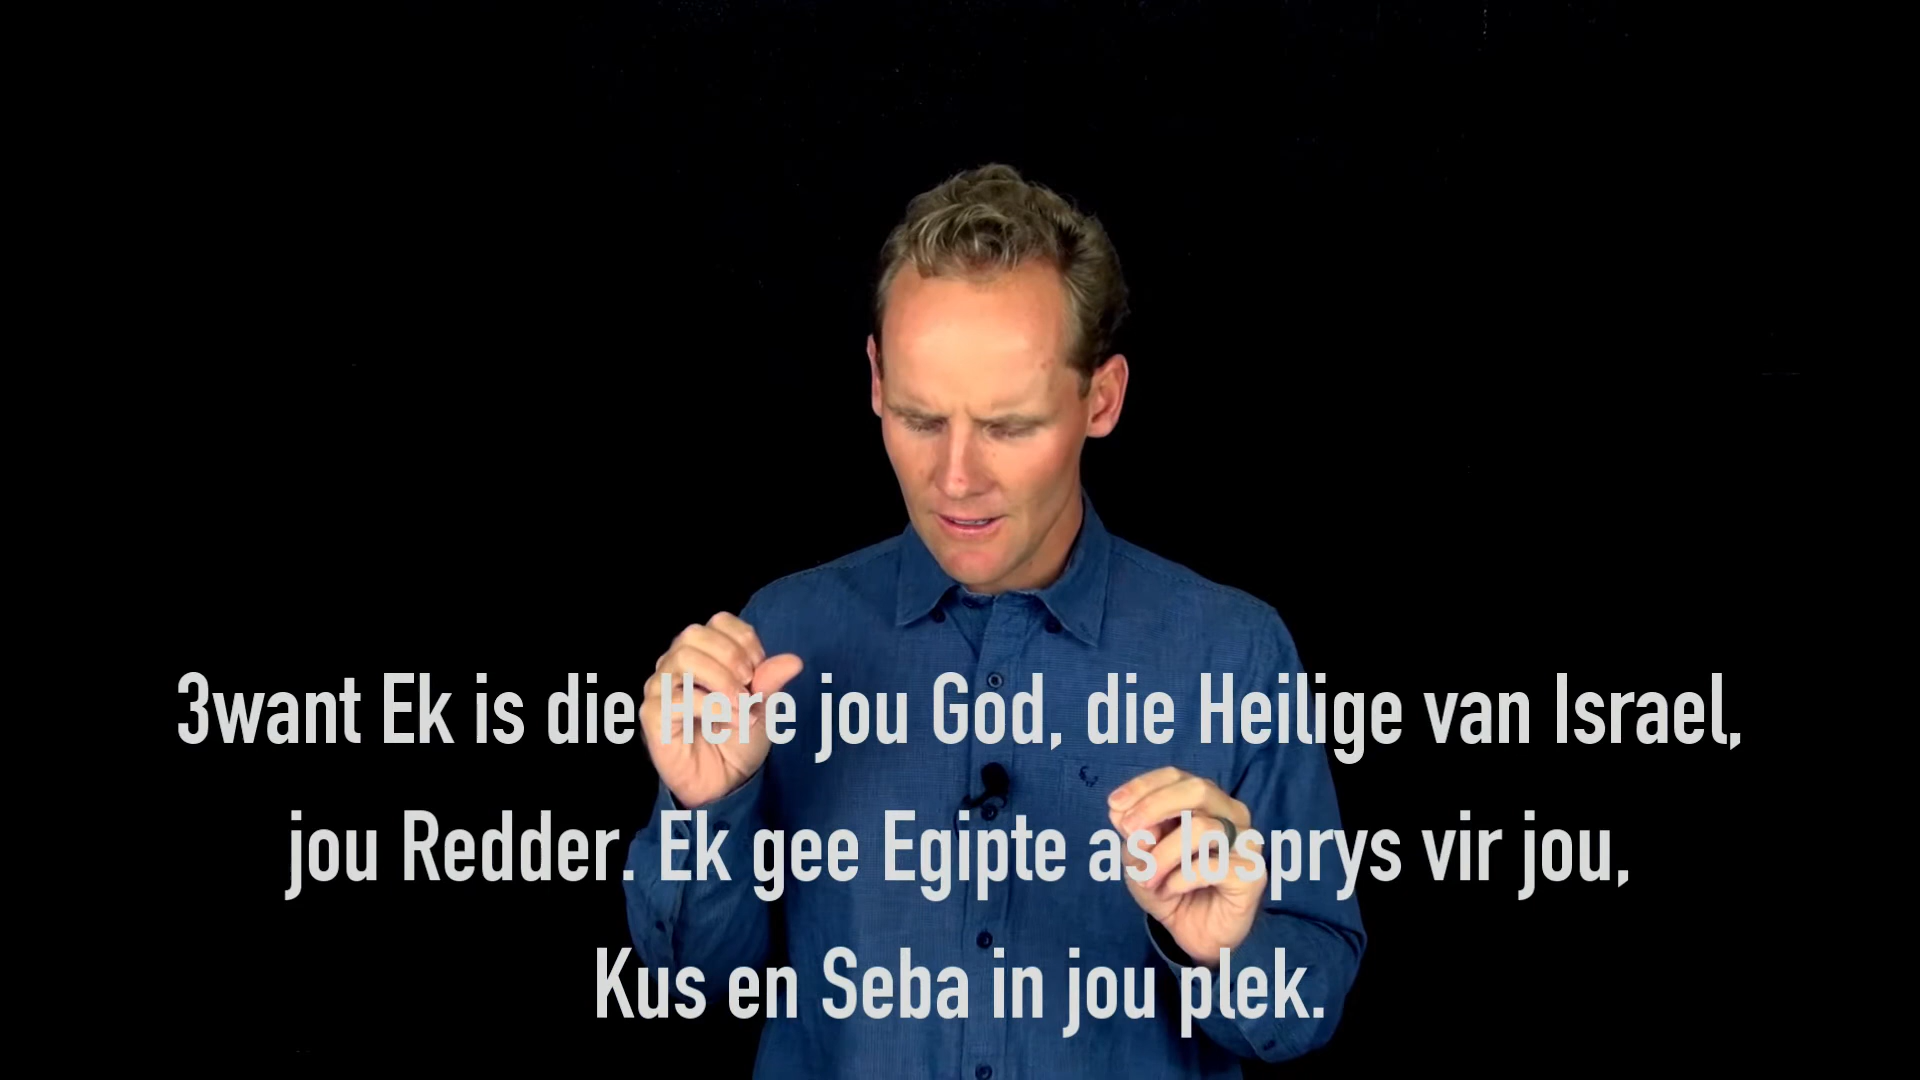 3want Ek is die Here jou God, die Heilige van Israel,
jou Redder. Ek gee Egipte as losprys vir jou,
Kus en Seba in jou plek.